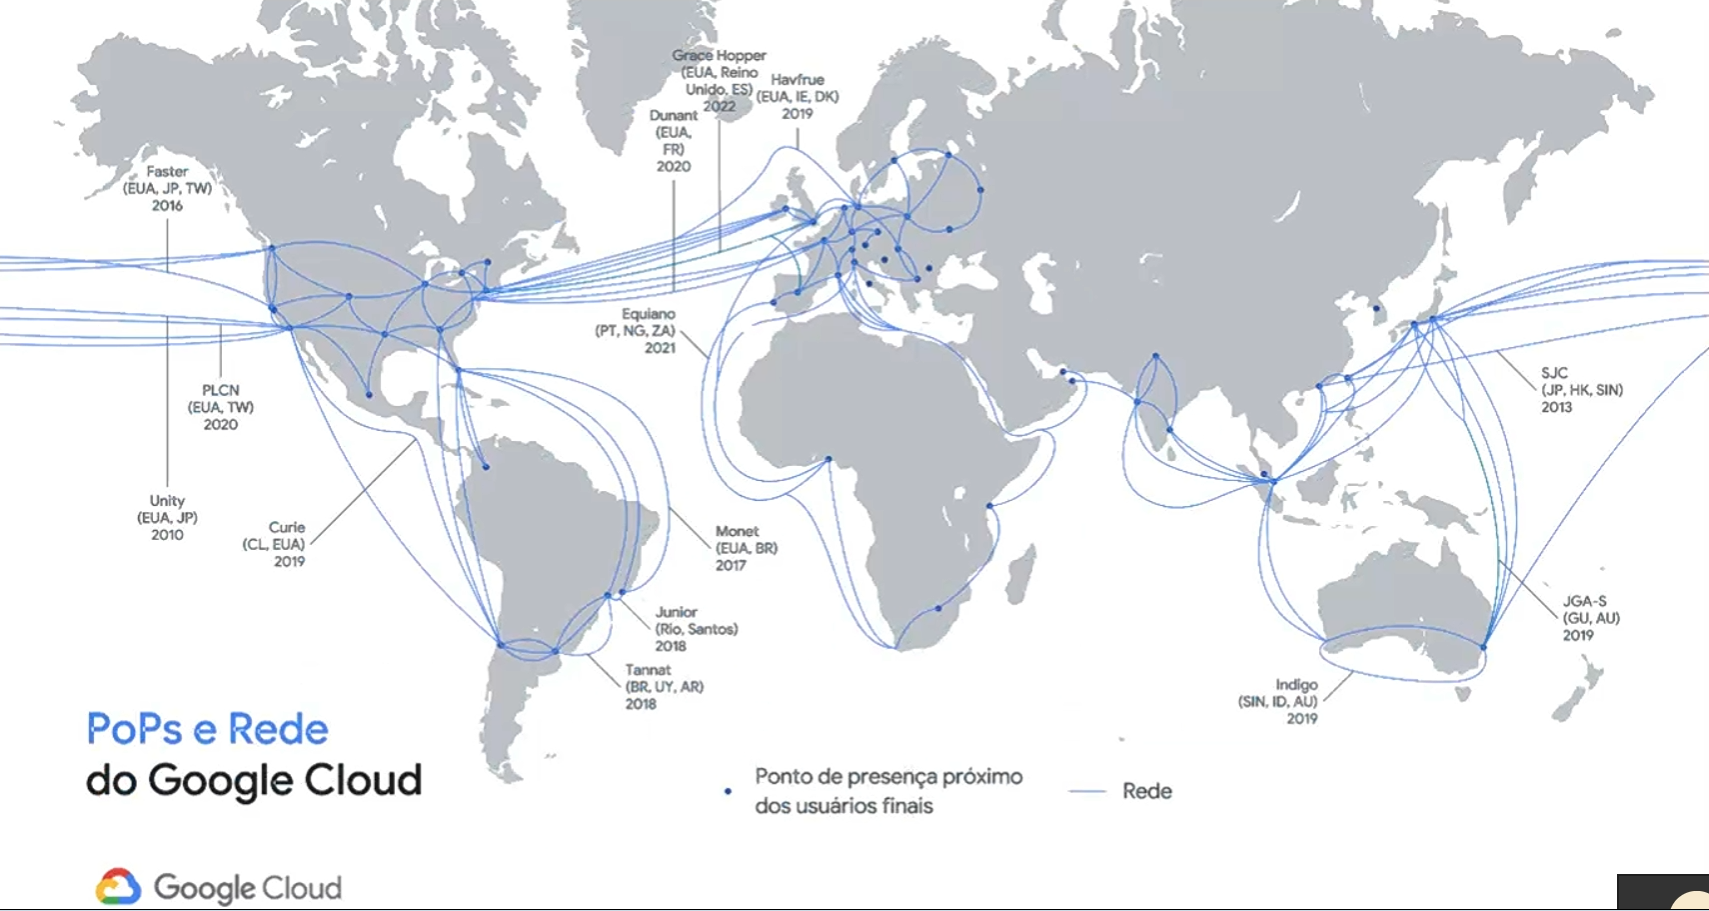 Grace Hopper
(EUA, Reino
Unido, ES)
2022
Havfrue
(EUA, IE, DK)
2019
Dunant
(EUA,
FR)
2020
Faster
(EUA, JP, TW)
2016
Equiano
(PT, NG, ZA)
2021
PLCN
(EUA, TW)
2020
SJC
(JP, HK, SIN)
2013
Unity
(EUA, JP)
2010
Curie
(CL, EUA)
2019
Monet
(EUA, BR)
2017
Junior
(Rio, Santos)
2018
JGA-S
(GU, AU)
2019
Tannat
(BR, UY, AR)
2018
Indigo
(SIN, ID, AU)
2019
PoPs e Rede
do Google Cloud
Ponto de presença próximo
dos usuários finais
Rede
Google Cloud